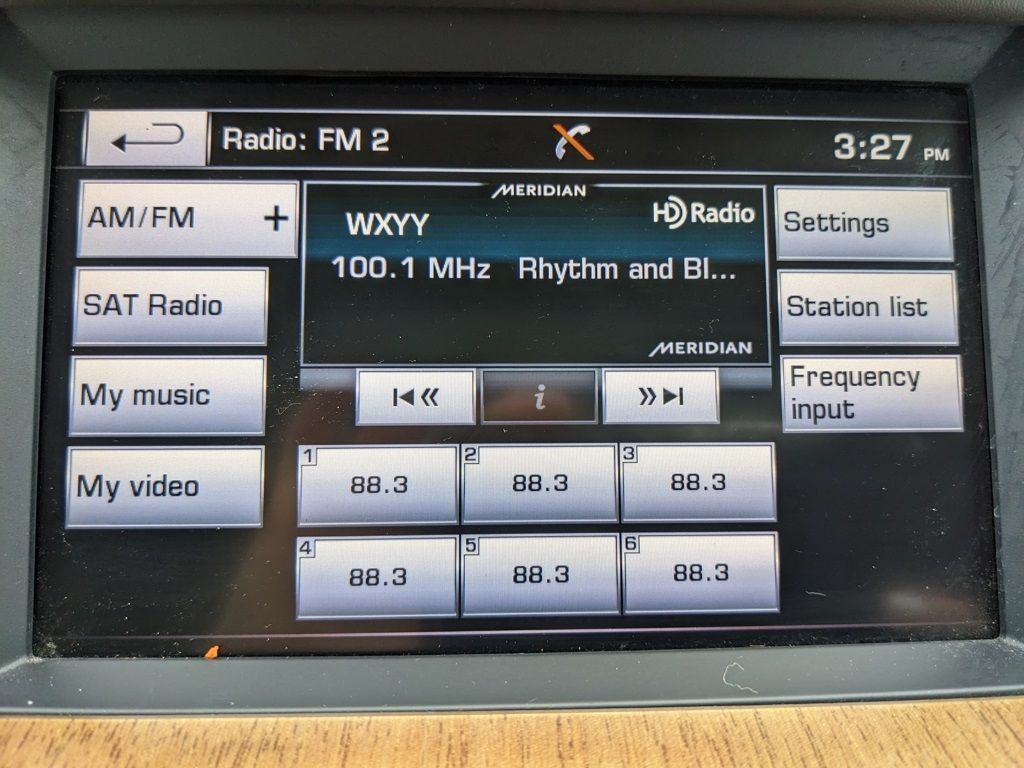 Radio: FM 2
3:27 PM
AM/FM +
MERIDIAN
WXYY
HD Radio
100.1 MHz Rhythm and Bl...
MERIDIAN
Settings
SAT Radio
Station list
My music
i
Frequency
input
My video
1 88.3
2 88.3
3 88.3
4 88.3
5 88.3
6 88.3